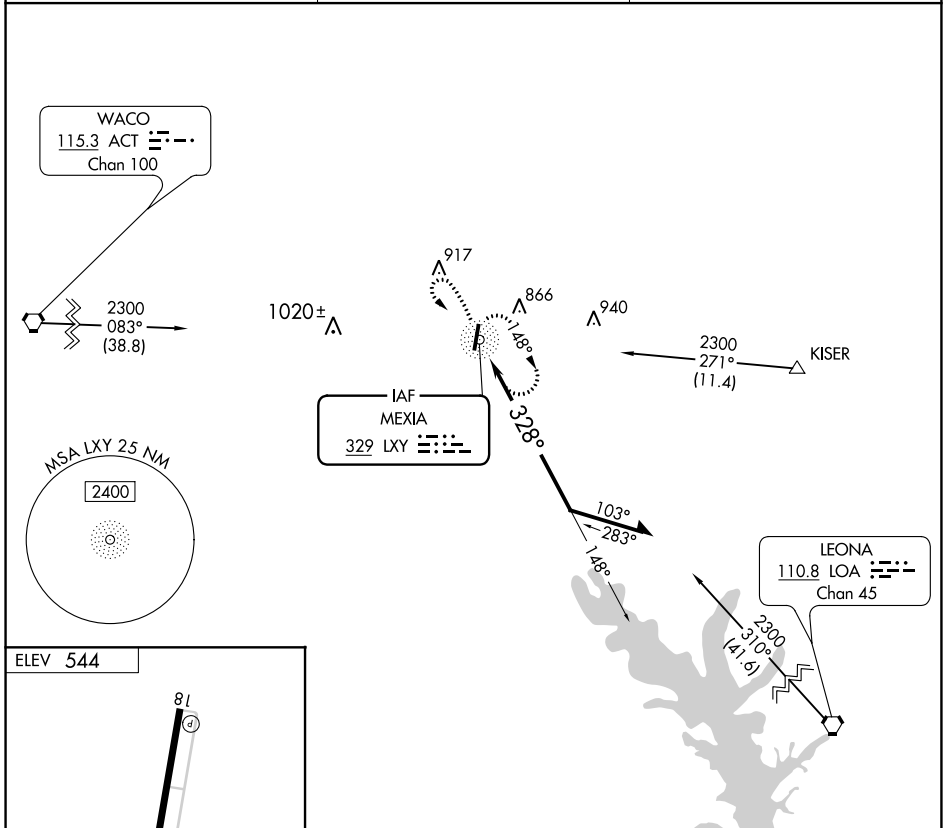 WACO
115.3 ACT
Chan 100
2300
083°
(38.8)
1020±
917
866
940
148°
2300
271°
(11.4)
KISER
IAF
MEXIA
329 LXY
328°
MSA LXY 25 NM
2400
103°
283°
148°
LEONA
110.8 LOA
Chan 45
2300
310°
(41.6)
ELEV 544
18
P